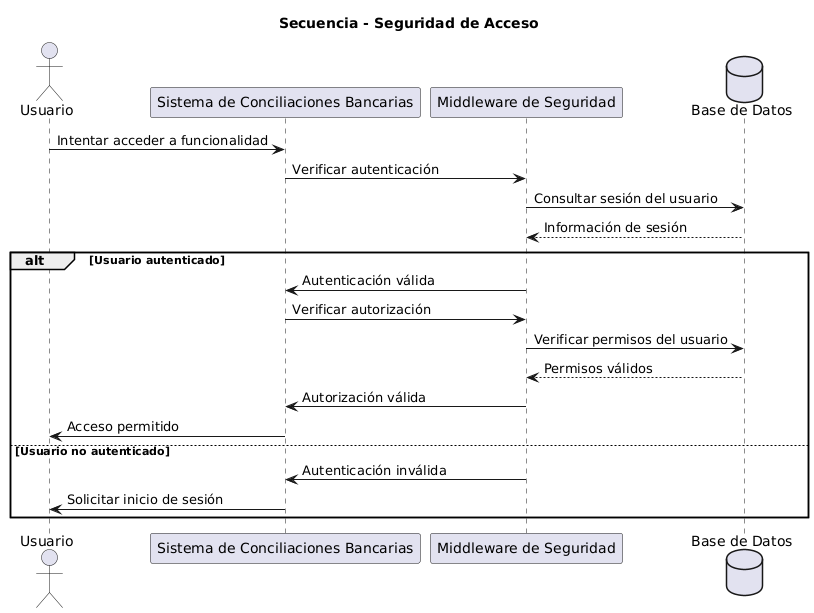 Secuencia - Seguridad de Acceso
Usuario
Sistema de Conciliaciones Bancarias
Middleware de Seguridad
Base de Datos
Intentar acceder a funcionalidad
Verificar autenticación
Consultar sesión del usuario
Información de sesión
alt
[Usuario autenticado]
Autenticación válida
Verificar autorización
Verificar permisos del usuario
Permisos válidos
Autorización válida
Acceso permitido
[Usuario no autenticado]
Autenticación inválida
Solicitar inicio de sesión
Usuario
Sistema de Conciliaciones Bancarias
Middleware de Seguridad
Base de Datos